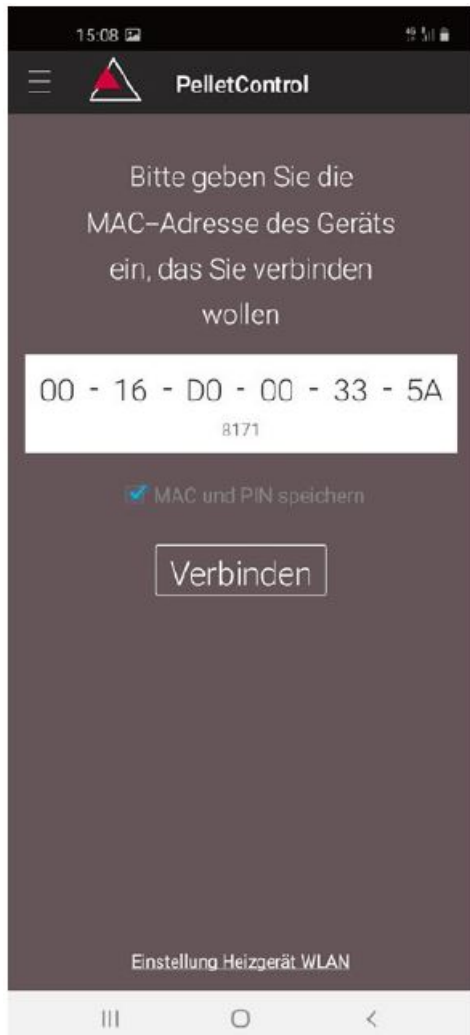 15:08
PelletControl
Bitte geben Sie die
MAC-Adresse des Geräts
ein, das Sie verbinden
wollen
00 - 16 - D0 - 00 - 33 - 5A
8171
MAC und PIN speichern
Verbinden
Einstellung Heizgerät WLAN